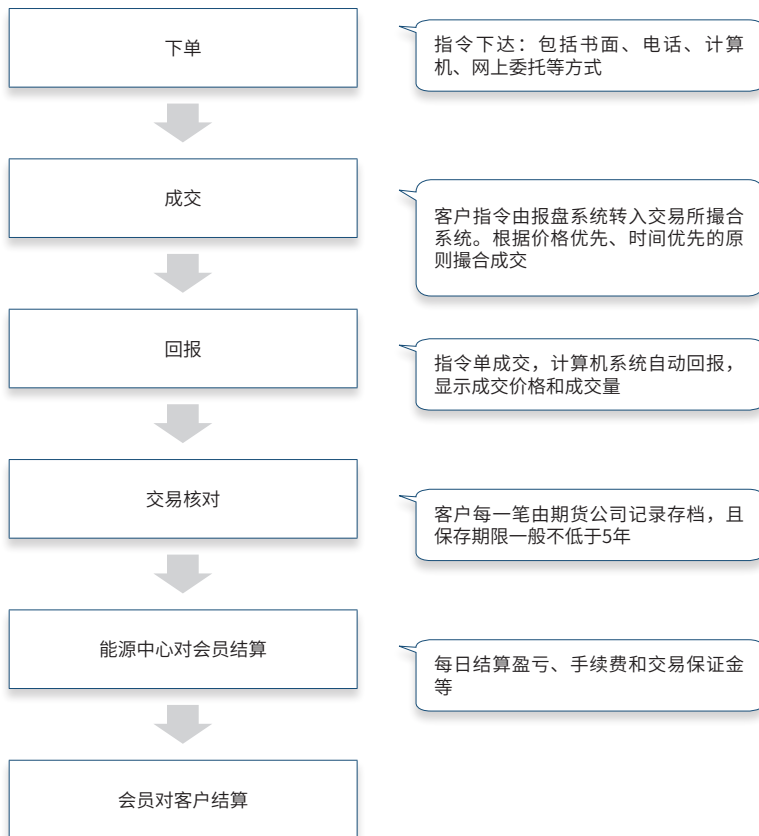 下单
指令下达：包括书面、电话、计算
机、网上委托等方式
成交
客户指令由报盘系统转入交易所撮合
系统。根据价格优先、时间优先的原
则撮合成交
回报
指令单成交，计算机系统自动回报，
显示成交价格和成交量
交易核对
客户每一笔由期货公司记录存档，且
保存期限一般不低于5年
能源中心对会员结算
每日结算盈亏、手续费和交易保证金
等
会员对客户结算